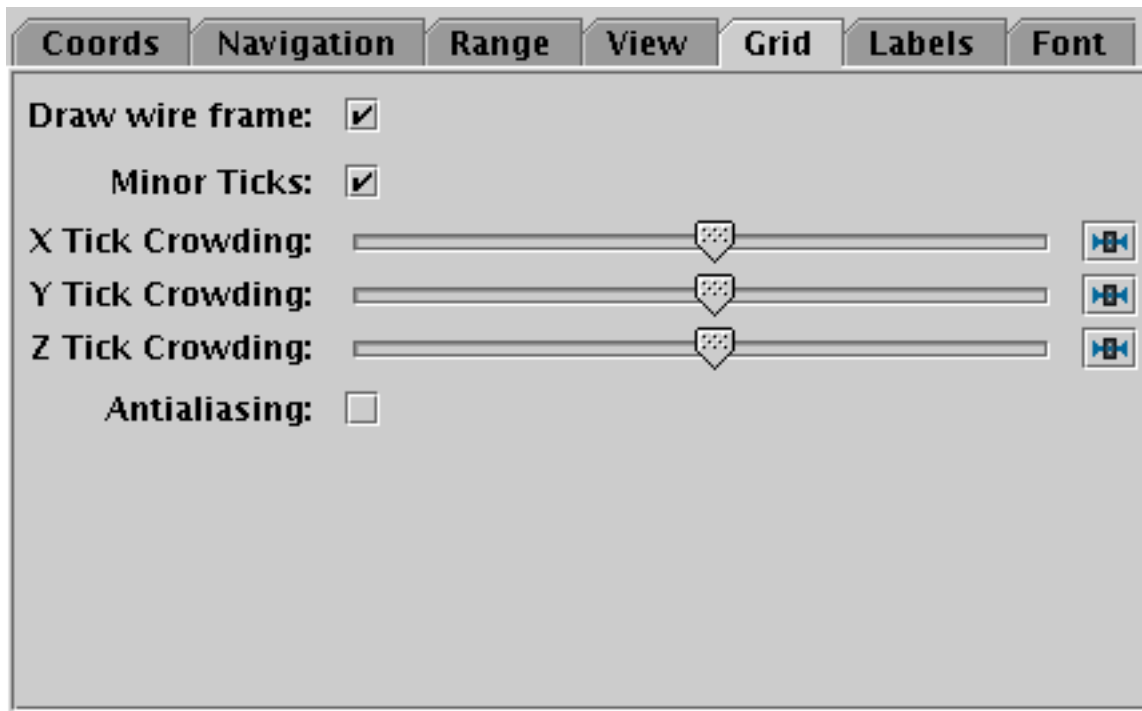 Coords Navigation Range View Grid Labels Font
Draw wire frame:
Minor Ticks:
X Tick Crowding:
Y Tick Crowding:
Z Tick Crowding:
Antialiasing: